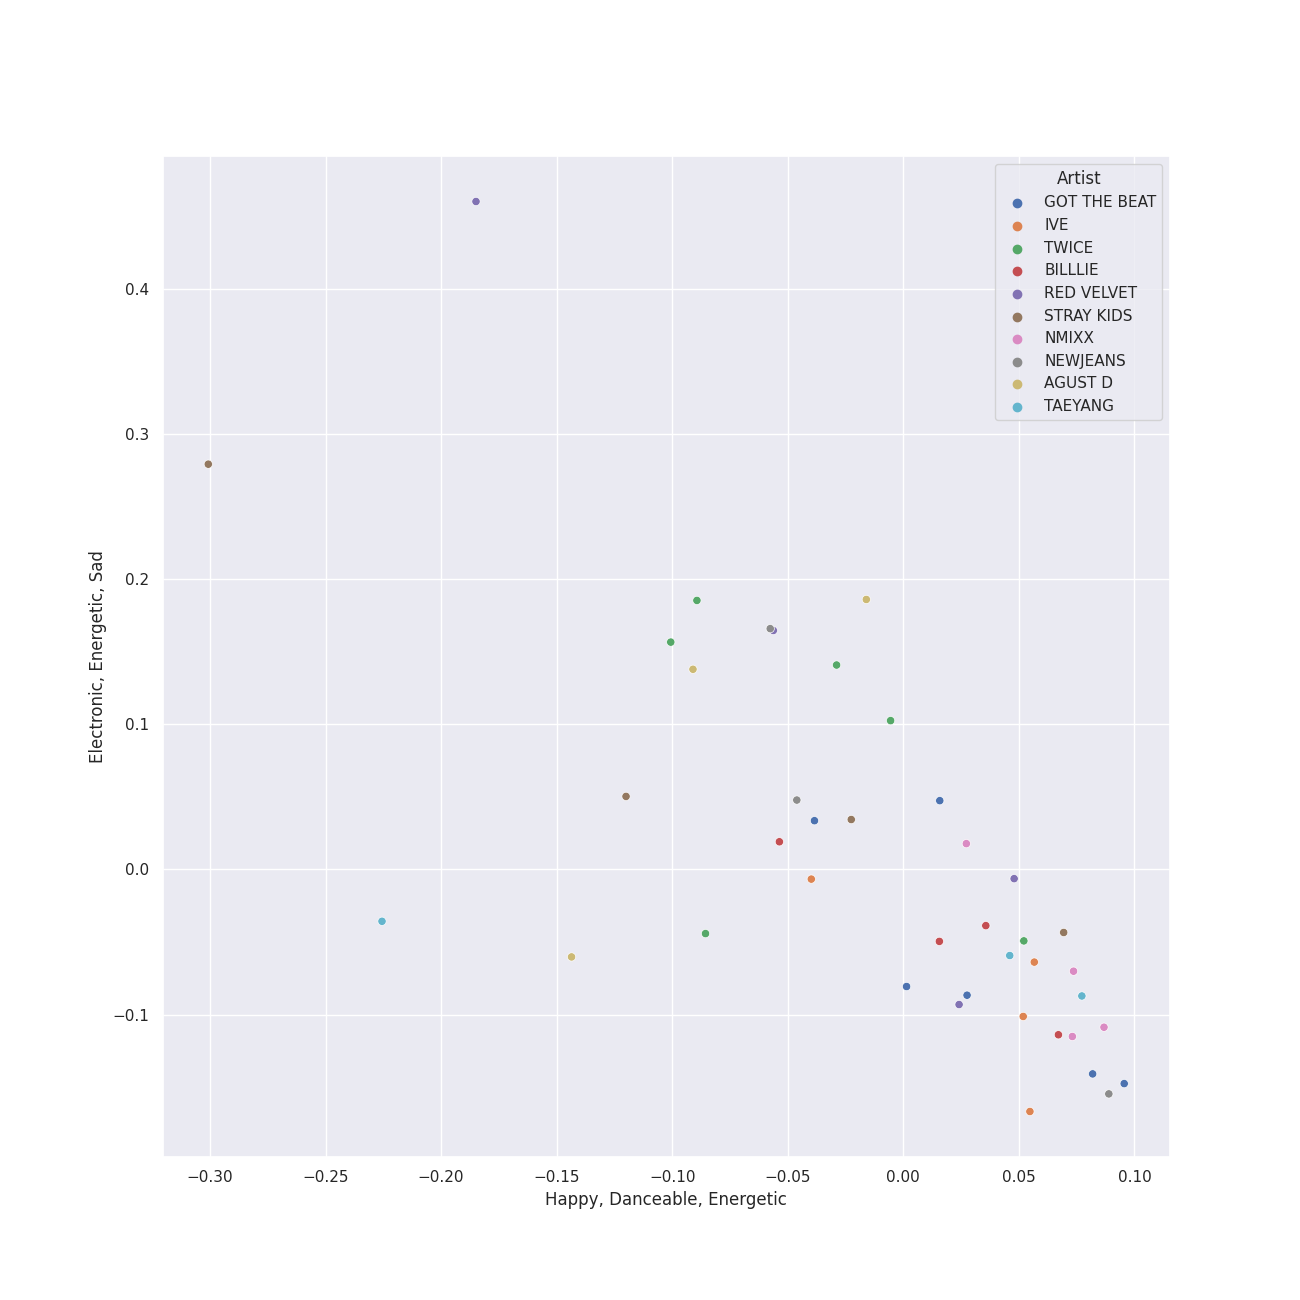 Artist
GOT THE BEAT
IVE
TWICE
BILLLIE
RED VELVET
STRAY KIDS
NMIXX
NEWJEANS
AGUST D
TAEYANG
Electronic, Energetic, Sad
0.4
0.3
0.2
0.1
0.0
−0.1
−0.30 −0.25 −0.20 −0.15 −0.10 −0.05 0.00 0.05 0.10
Happy, Danceable, Energetic